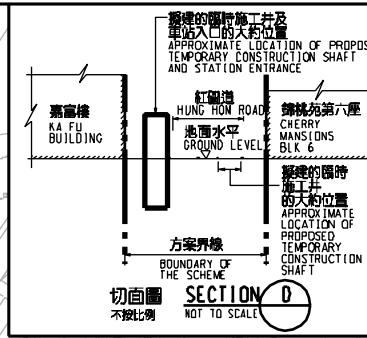 擬建的臨時施工井及
車站入口的大約位置
APPROXIMATE LOCATION OF PROPOS
TEMPORARY CONSTRUCTION SHAFT
AND STATION ENTRANCE
嘉富樓
KA FU
BUILDING
紅磡道
HUNG HOM ROAD
地面水平
GROUND LEVEL
錦桃苑第六座
CHERRY
MANSIONS
BLK 6
擬建的臨時
施工井
的大約位置
APPROXIMATE
LOCATION OF
PROPOSED
TEMPORARY
CONSTRUCTION
SHAFT
方案界線
BOUNDARY OF
THE SCHEME
切面圖 SECTION D
不按比例 NOT TO SCALE